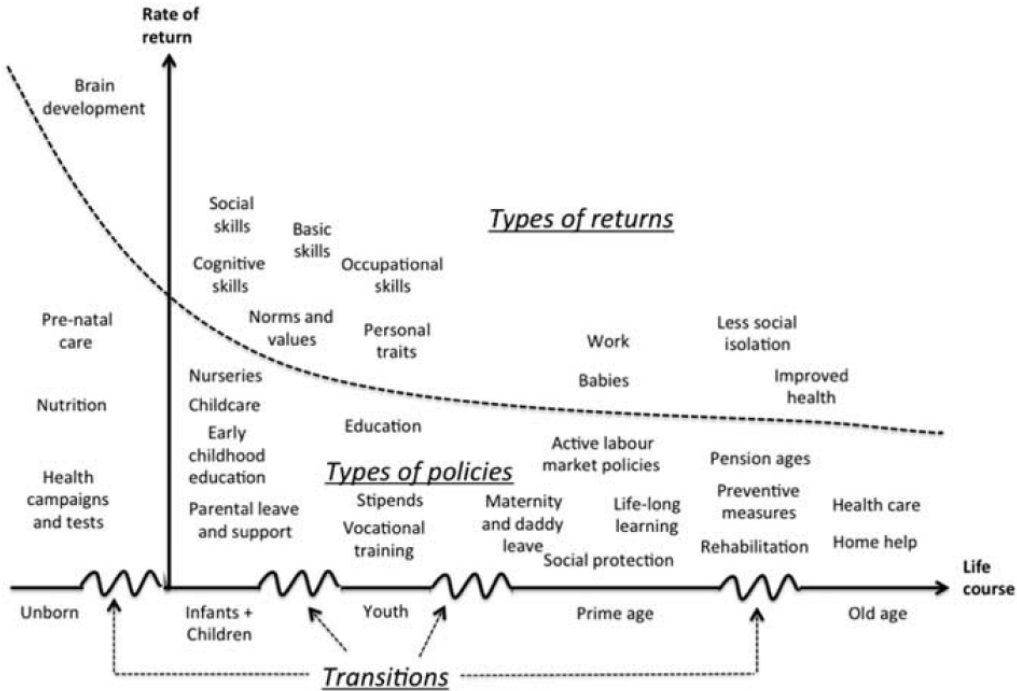 Rate of
return
Brain
development
Social
skills
Basic
skills
Types of returns
Cognitive
skills
Occupational
skills
Pre-natal
care
Norms and
values
Personal
traits
Work
Less social
isolation
Nurseries
Babies
Improved
health
Nutrition
Childcare
Education
Early
childhood
education
Active labour
market policies
Pension ages
Types of policies
Health
campaigns
and tests
Parental leave
and support
Stipends
Vocational
training
Maternity
and daddy
leave
Life-long
learning
Preventive
measures
Health care
Social protection
Rehabilitation
Home help
Life
course
Unborn
Infants +
Children
Youth
Prime age
Old age
Transitions